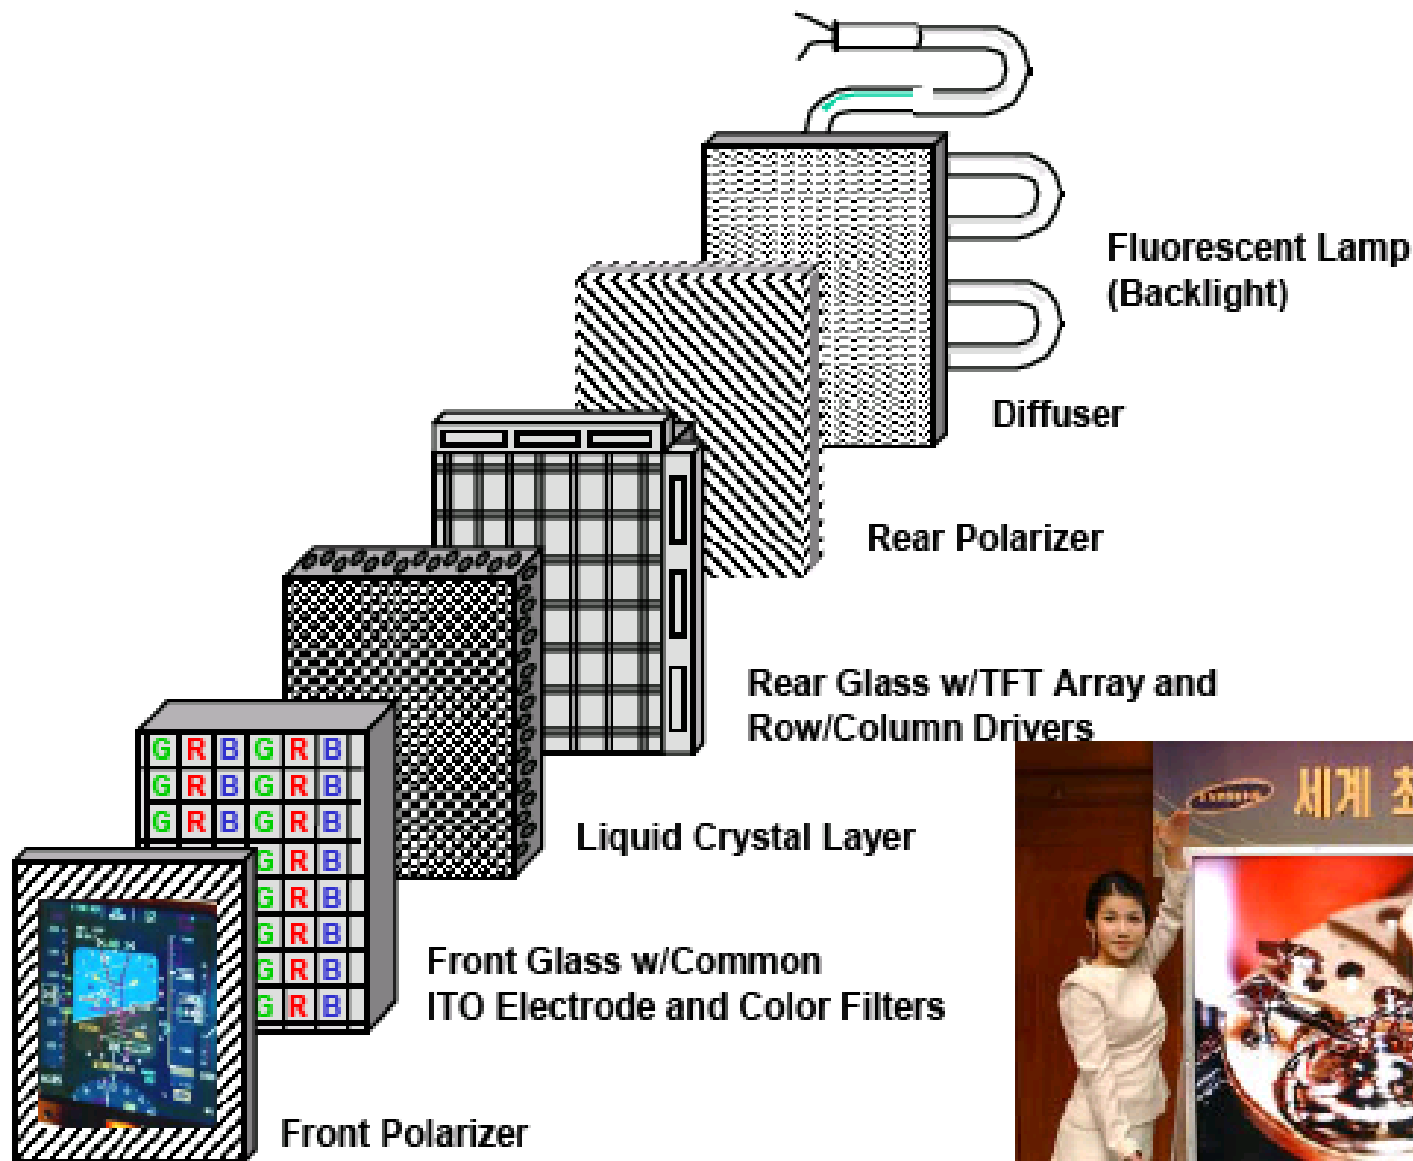 Fluorescent Lamp
(Backlight)
Diffuser
Rear Polarizer
Rear Glass w/TFT Array and
Row/Column Drivers
Liquid Crystal Layer
Front Glass w/Common
ITO Electrode and Color Filters
Front Polarizer
G R B G R B
G R B G R B
G R B G R B
G R B
G R B
G R B
G R B
G R B
세계 최